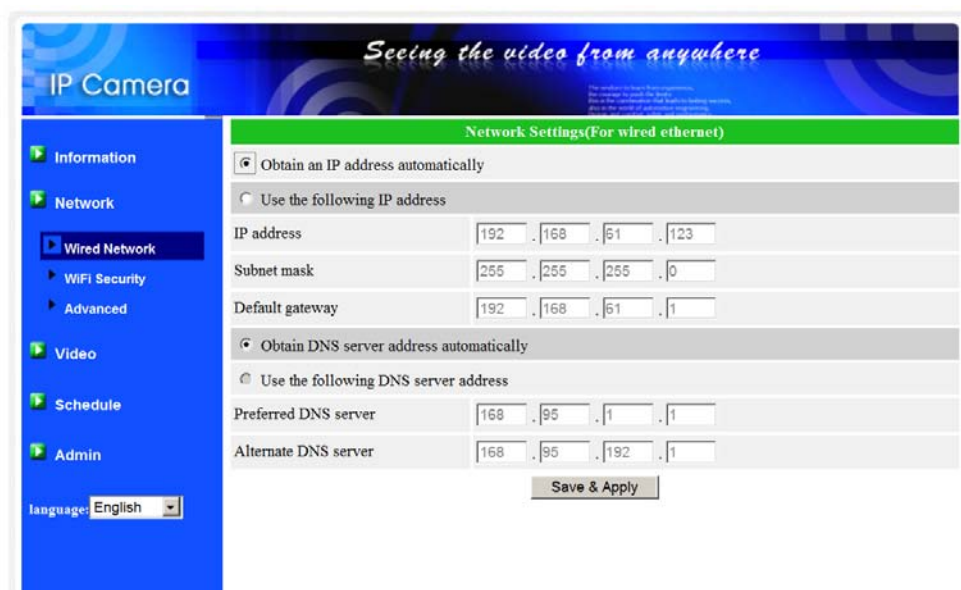 Seeing the video from anywhere
IP Camera
Information
Network
Wired Network
WiFi Security
Advanced
Video
Schedule
Admin
language: English
Network Settings(For wired ethernet)
Obtain an IP address automatically
Use the following IP address
IP address 192 . 168 . 61 . 123
Subnet mask 255 . 255 . 255 . 0
Default gateway 192 . 168 . 61 . 1
Obtain DNS server address automatically
Use the following DNS server address
Preferred DNS server 168 . 95 . 1 . 1
Alternate DNS server 168 . 95 . 192 . 1
Save & Apply